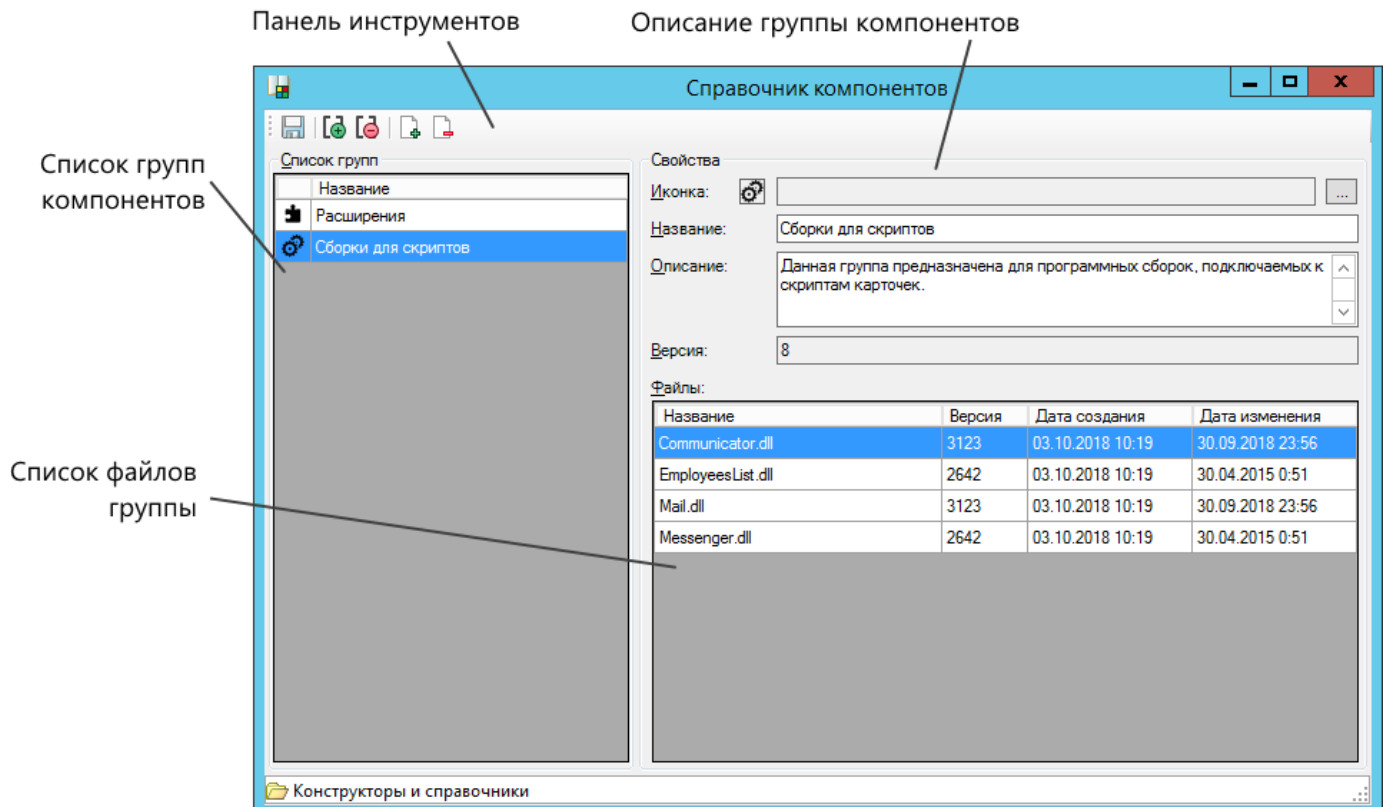 Панель инструментов
Описание группы компонентов
Справочник компонентов
Список групп
компонентов
Список групп
Название
Расширения
Сборки для скриптов
Свойства
Иконка:
...
Название:
Сборки для скриптов
Описание:
Данная группа предназначена для программных сборок, подключаемых к
скриптам карточек.
Версия:
8
Файлы:
Название Версия Дата создания Дата изменения
Communicator.dll 3123 03.10.2018 10:19 30.09.2018 23:56
EmployeesList.dll 2642 03.10.2018 10:19 30.04.2015 0:51
Mail.dll 3123 03.10.2018 10:19 30.09.2018 23:56
Messenger.dll 2642 03.10.2018 10:19 30.04.2015 0:51
Список файлов
группы
Конструкторы и справочники